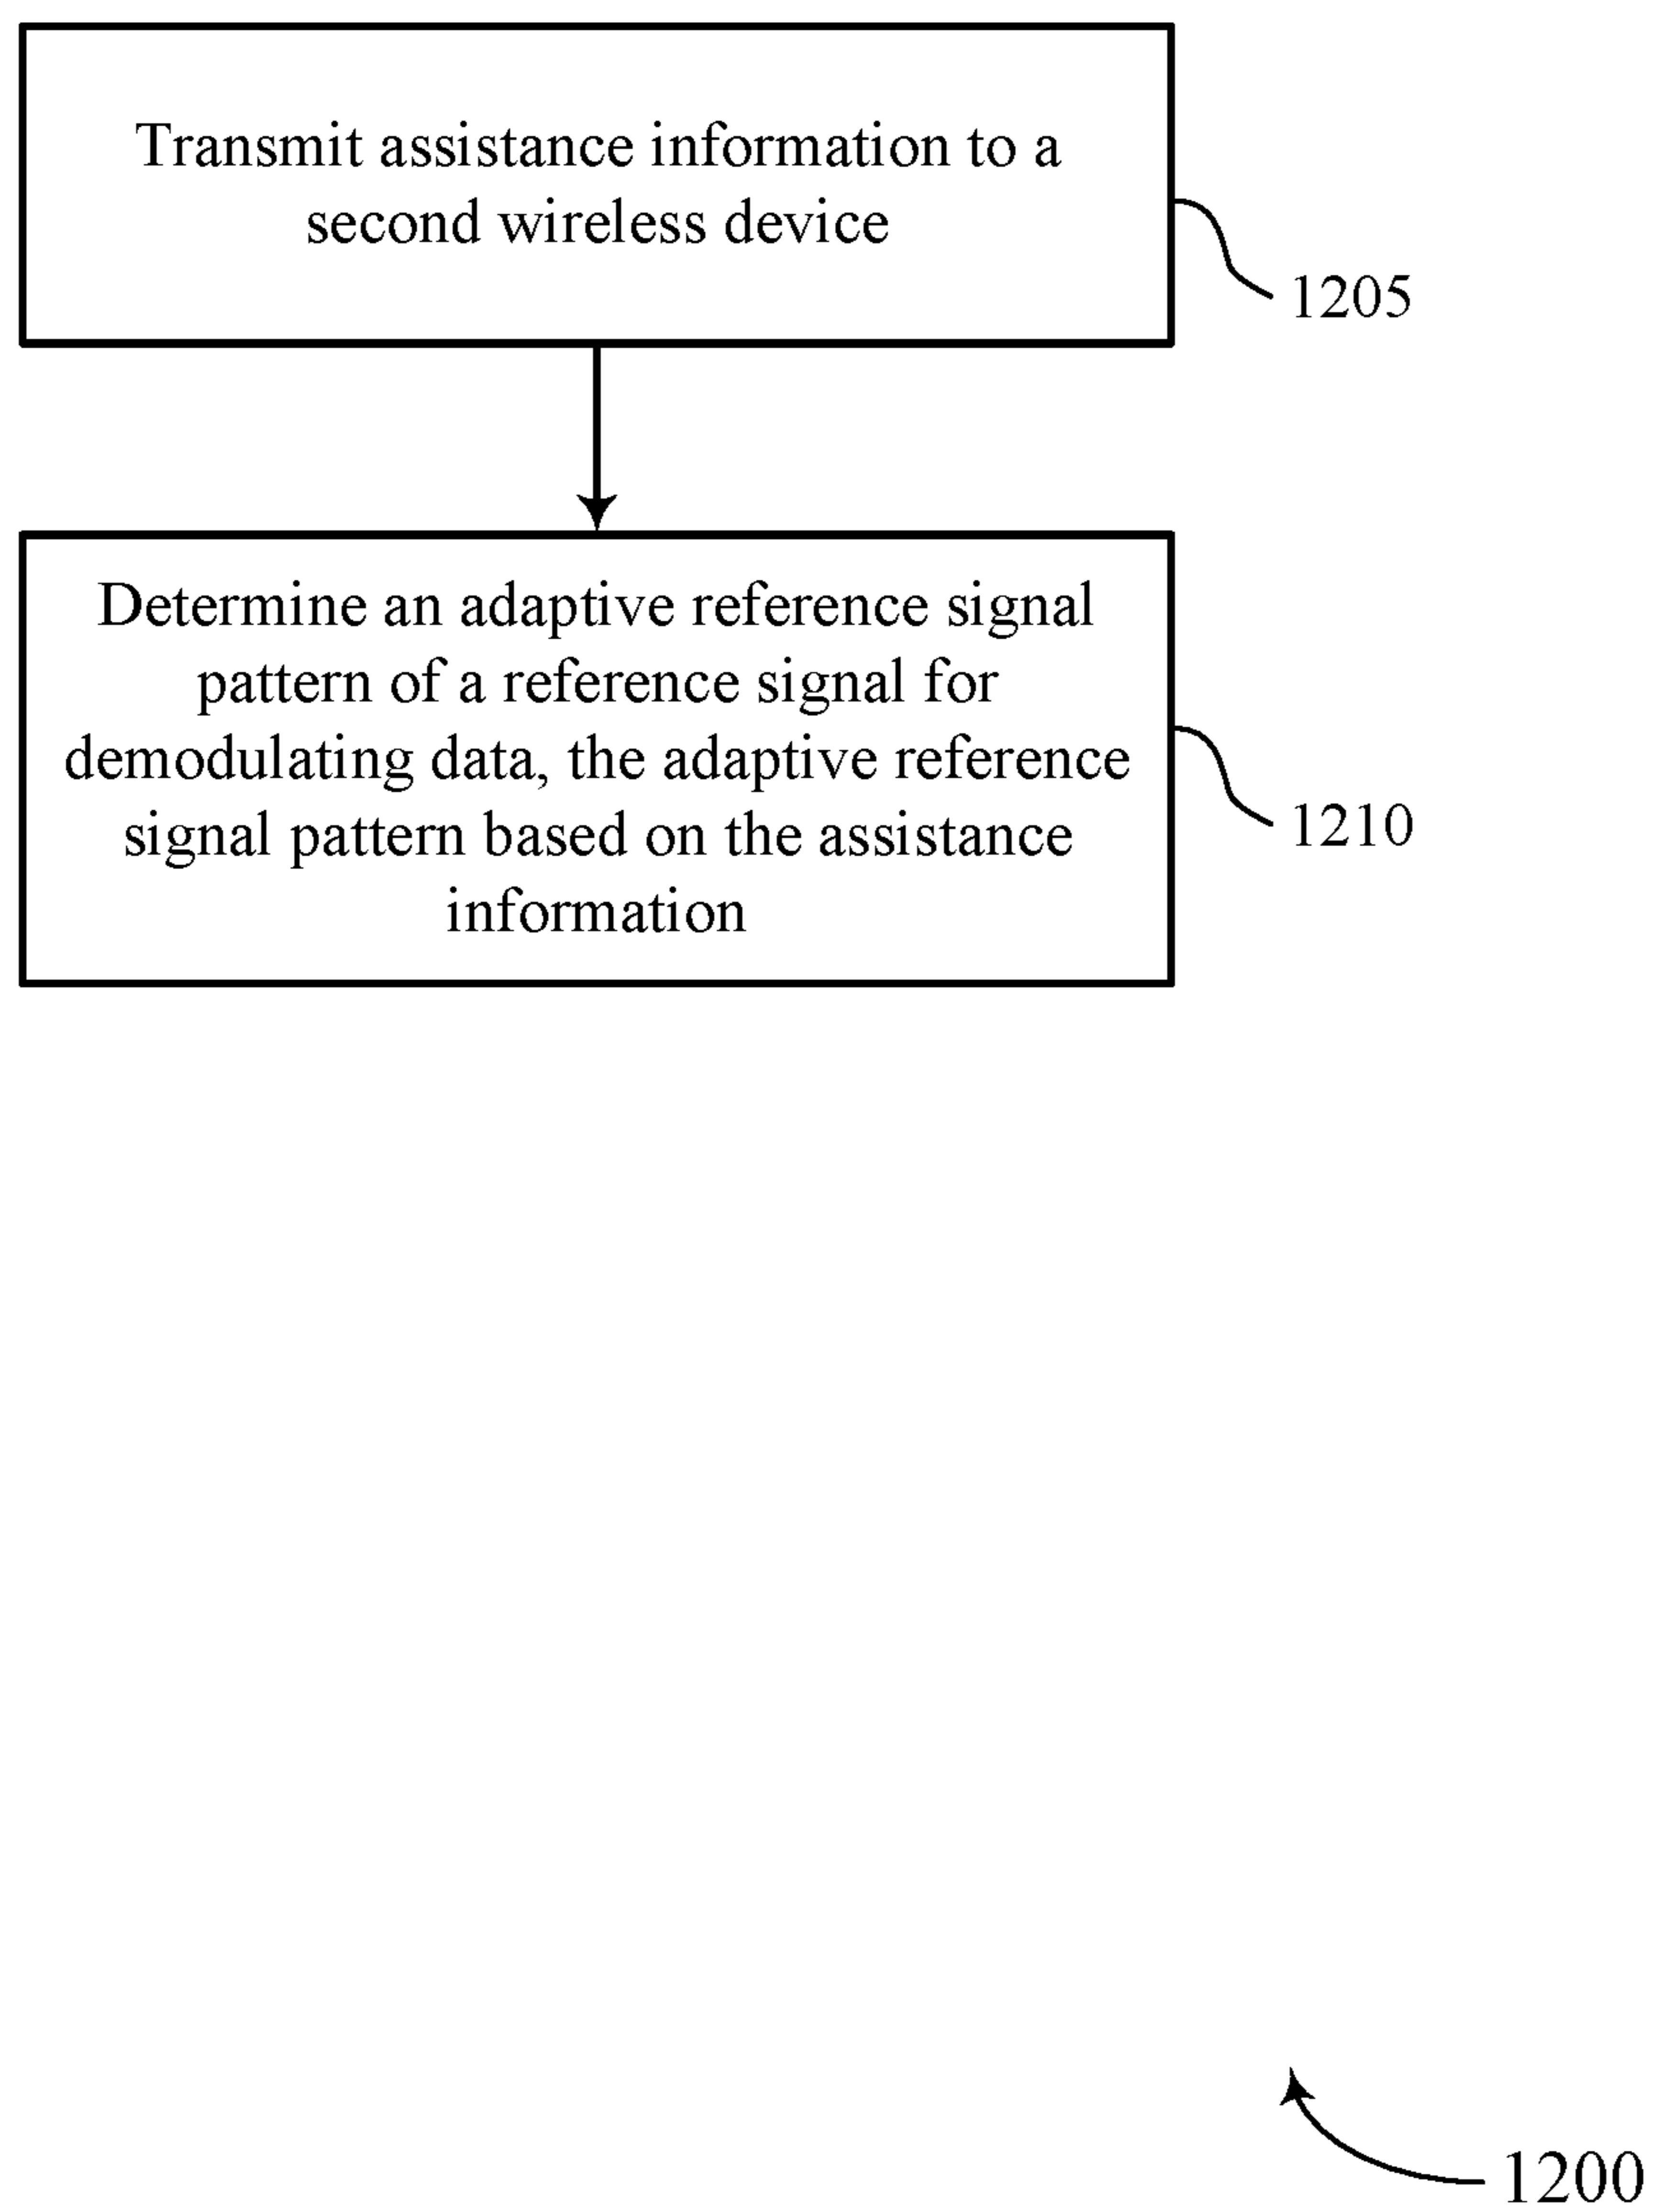 Transmit assistance information to a
second wireless device
1205
Determine an adaptive reference signal
pattern of a reference signal for
demodulating data, the adaptive reference
signal pattern based on the assistance
information
1210
1200